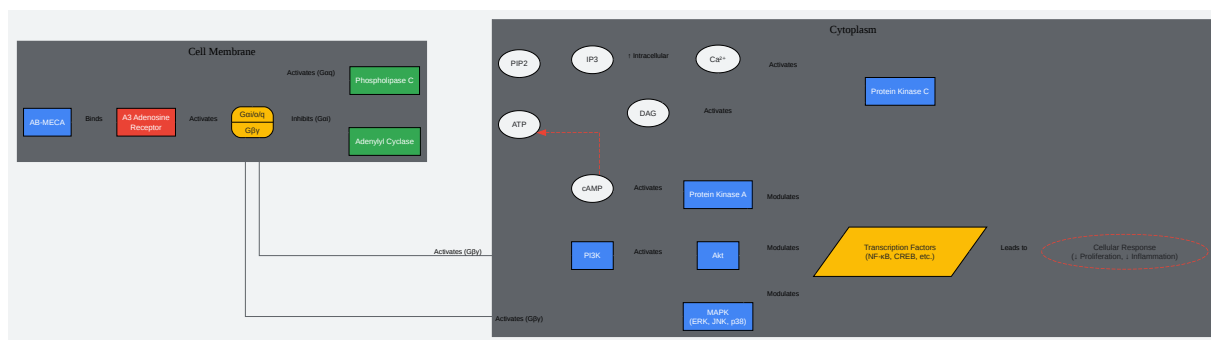 Cell Membrane
AB-MECA
Binds
A3 Adenosine
Receptor
Activates
Gαi/o/q
Gβγ
Activates (Gαq)
Phospholipase C
Inhibits (Gαi)
Adenylyl Cyclase
Activates (Gβγ)
Activates (Gβγ)
Cytoplasm
PIP2
IP3
↑ Intracellular
Ca²⁺
Activates
Protein Kinase C
ATP
DAG
Activates
cAMP
Activates
Protein Kinase A
Modulates
PI3K
Activates
Akt
Modulates
Transcription Factors
(NF-κB, CREB, etc.)
Leads to
Cellular Response
(↓ Proliferation, ↓ Inflammation)
Modulates
MAPK
(ERK, JNK, p38)